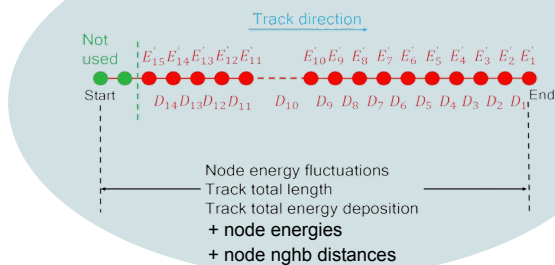 Track direction
Not used
E'₁₅ E'₁₄ E'₁₃ E'₁₂ E'₁₁ E'₁₀ E'₉ E'₈ E'₇ E'₆ E'₅ E'₄ E'₃ E'₂ E'₁
Start End
D₁₄ D₁₃ D₁₂ D₁₁ D₁₀ D₉ D₈ D₇ D₆ D₅ D₄ D₃ D₂ D₁
Node energy fluctuations
Track total length
Track total energy deposition
+ node energies
+ node nghb distances